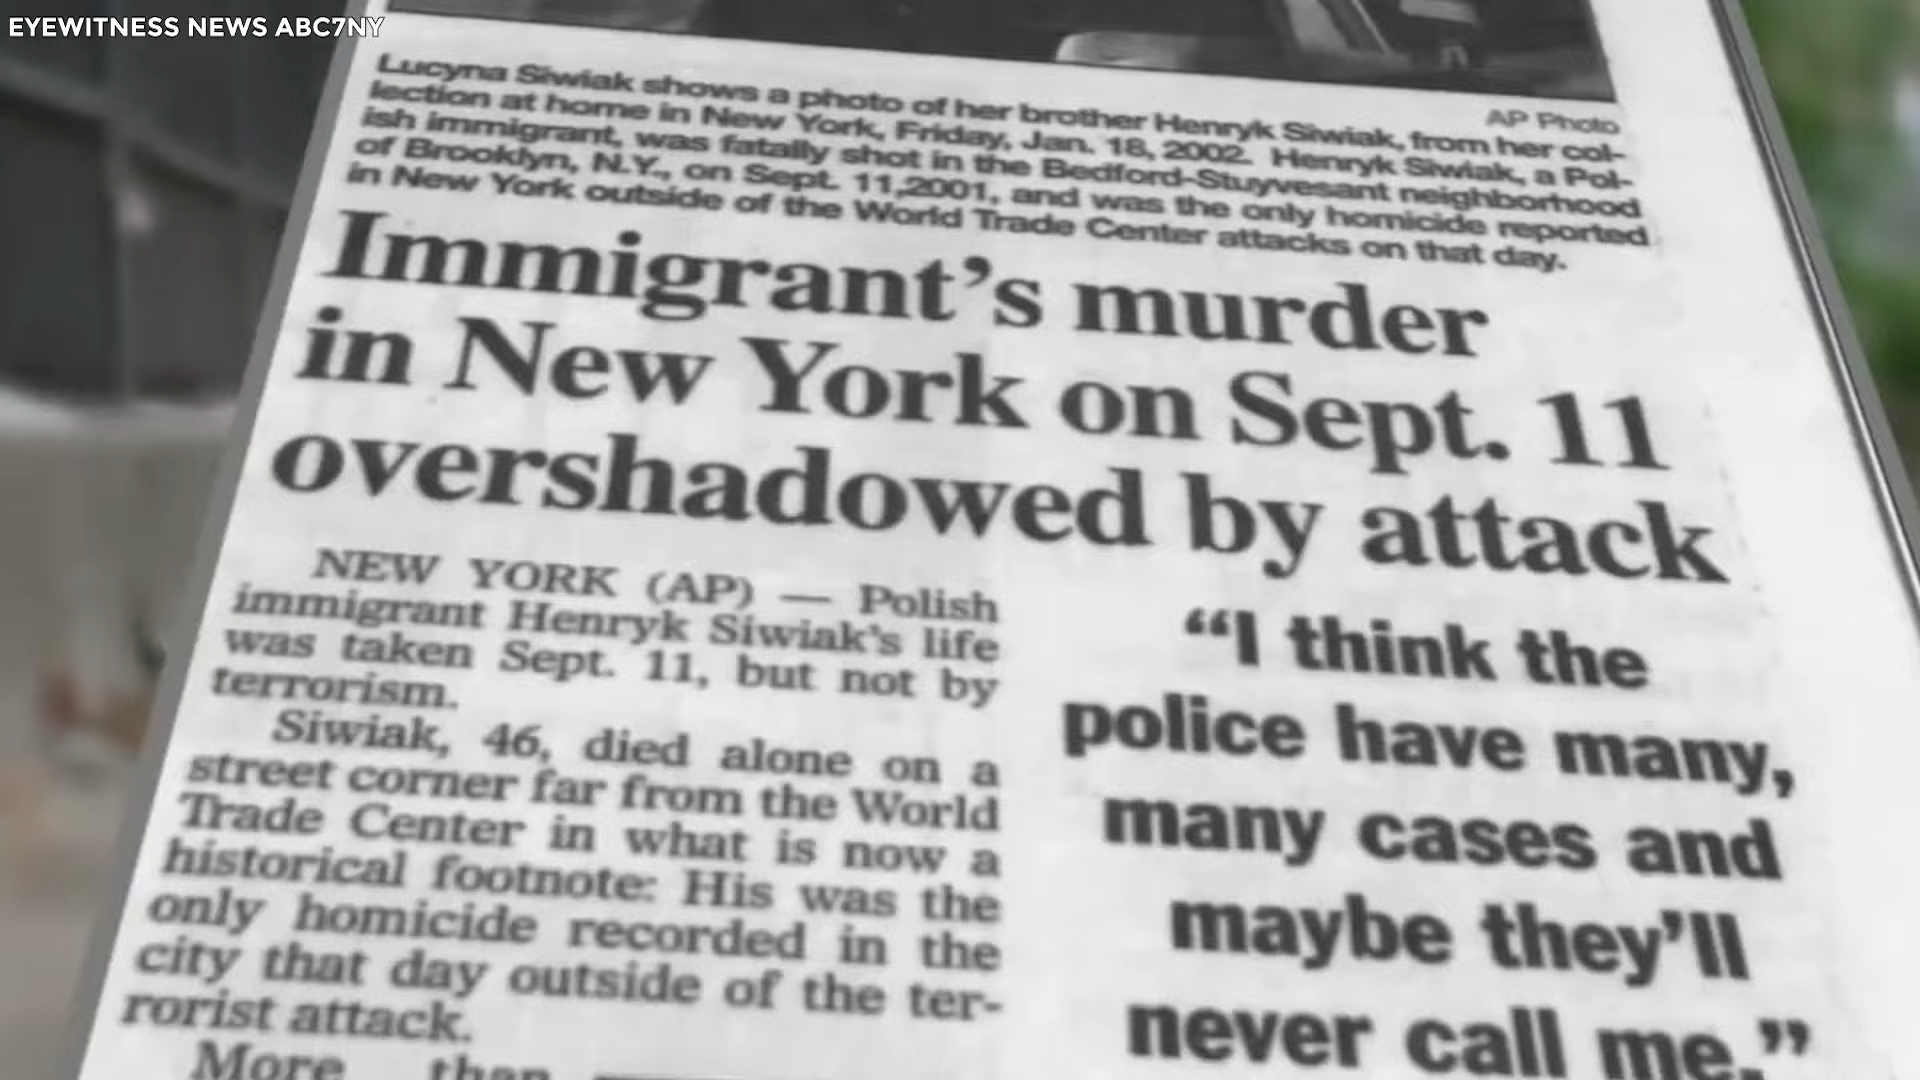 EYEWITNESS NEWS ABC7NY
AP Photo
Lucyna Siwiak shows a photo of her brother Henryk Siwiak, from her col-
lection at home in New York, Friday, Jan. 18, 2002. Henryk Siwiak, a Pol-
ish immigrant, was fatally shot in the Bedford-Stuyvesant neighborhood
of Brooklyn, N.Y., on Sept. 11,2001, and was the only homicide reported
in New York outside of the World Trade Center attacks on that day.
Immigrant's murder
in New York on Sept. 11
overshadowed by attack
NEW YORK (AP) — Polish
immigrant Henryk Siwiak's life
was taken Sept. 11, but not by
terrorism.
Siwiak, 46, died alone on a
street corner far from the World
Trade Center in what is now a
historical footnote: His was the
only homicide recorded in the
city that day outside of the ter-
rorist attack.
More than
“I think the
police have many,
many cases and
maybe they'll
never call me.”